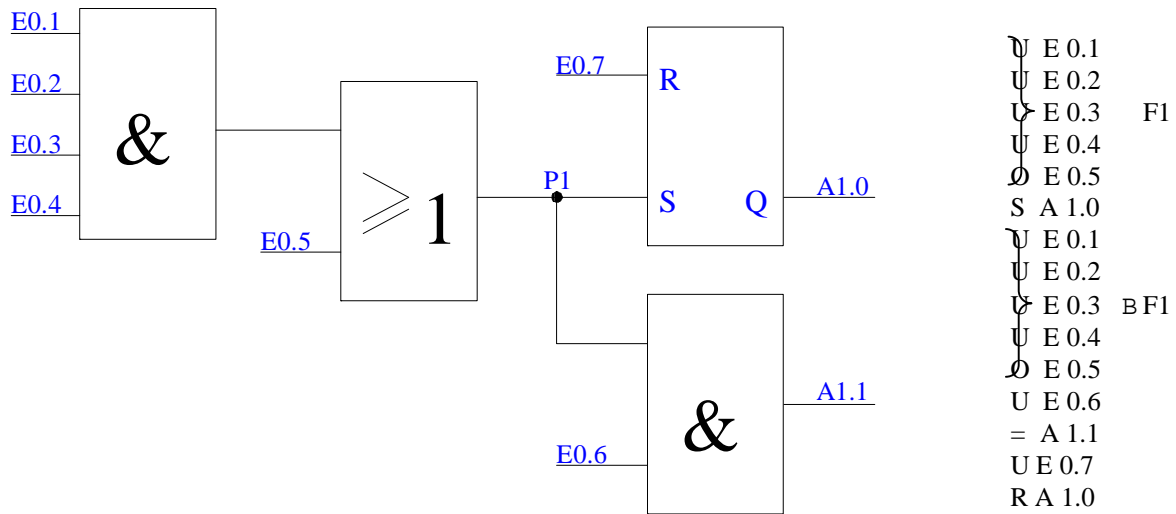 E0.1
E0.2
E0.3
E0.4
&
E0.5
≥1
P1
E0.7
R
S
Q
A1.0
E0.6
&
A1.1
U E 0.1
U E 0.2
U E 0.3 F1
U E 0.4
O E 0.5
S A 1.0
U E 0.1
U E 0.2
U E 0.3 B F1
U E 0.4
O E 0.5
U E 0.6
= A 1.1
U E 0.7
R A 1.0